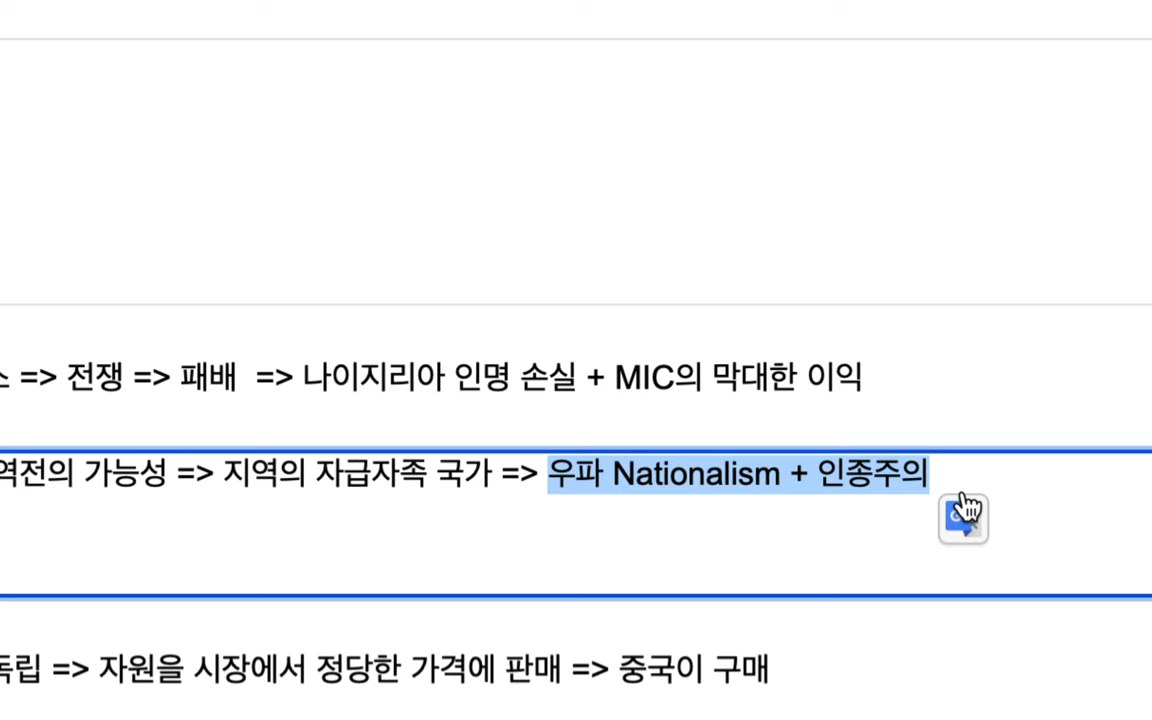 => 전쟁 => 패배 => 나이지리아 인명 손실 + MIC의 막대한 이익
역전의 가능성 => 지역의 자급자족 국가 => 우파 Nationalism + 인종주의
독립 => 자원을 시장에서 정당한 가격에 판매 => 중국이 구매